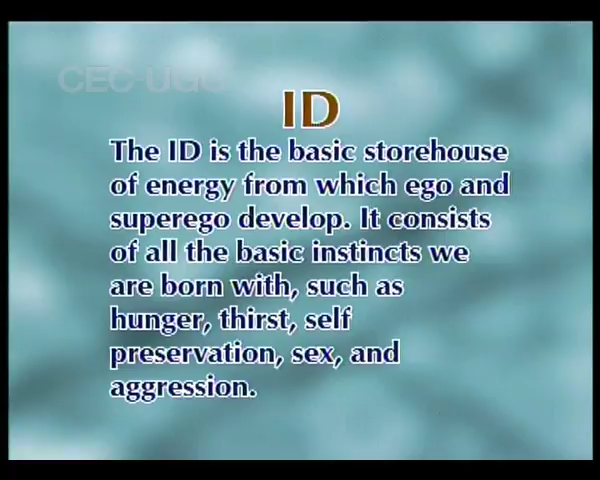 CEC-UGC
ID
The ID is the basic storehouse
of energy from which ego and
superego develop. It consists
of all the basic instincts we
are born with, such as
hunger, thirst, self
preservation, sex, and
aggression.